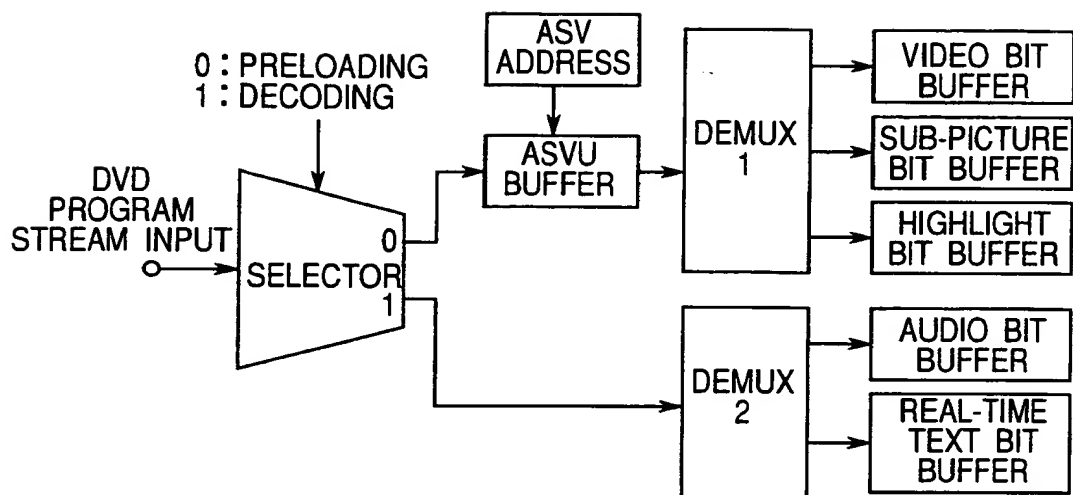 0 : PRELOADING
1 : DECODING
DVD
PROGRAM
STREAM INPUT
SELECTOR
0
1
ASV
ADDRESS
ASVU
BUFFER
DEMUX
1
VIDEO BIT
BUFFER
SUB-PICTURE
BIT BUFFER
HIGHLIGHT
BIT BUFFER
DEMUX
2
AUDIO BIT
BUFFER
REAL-TIME
TEXT BIT
BUFFER